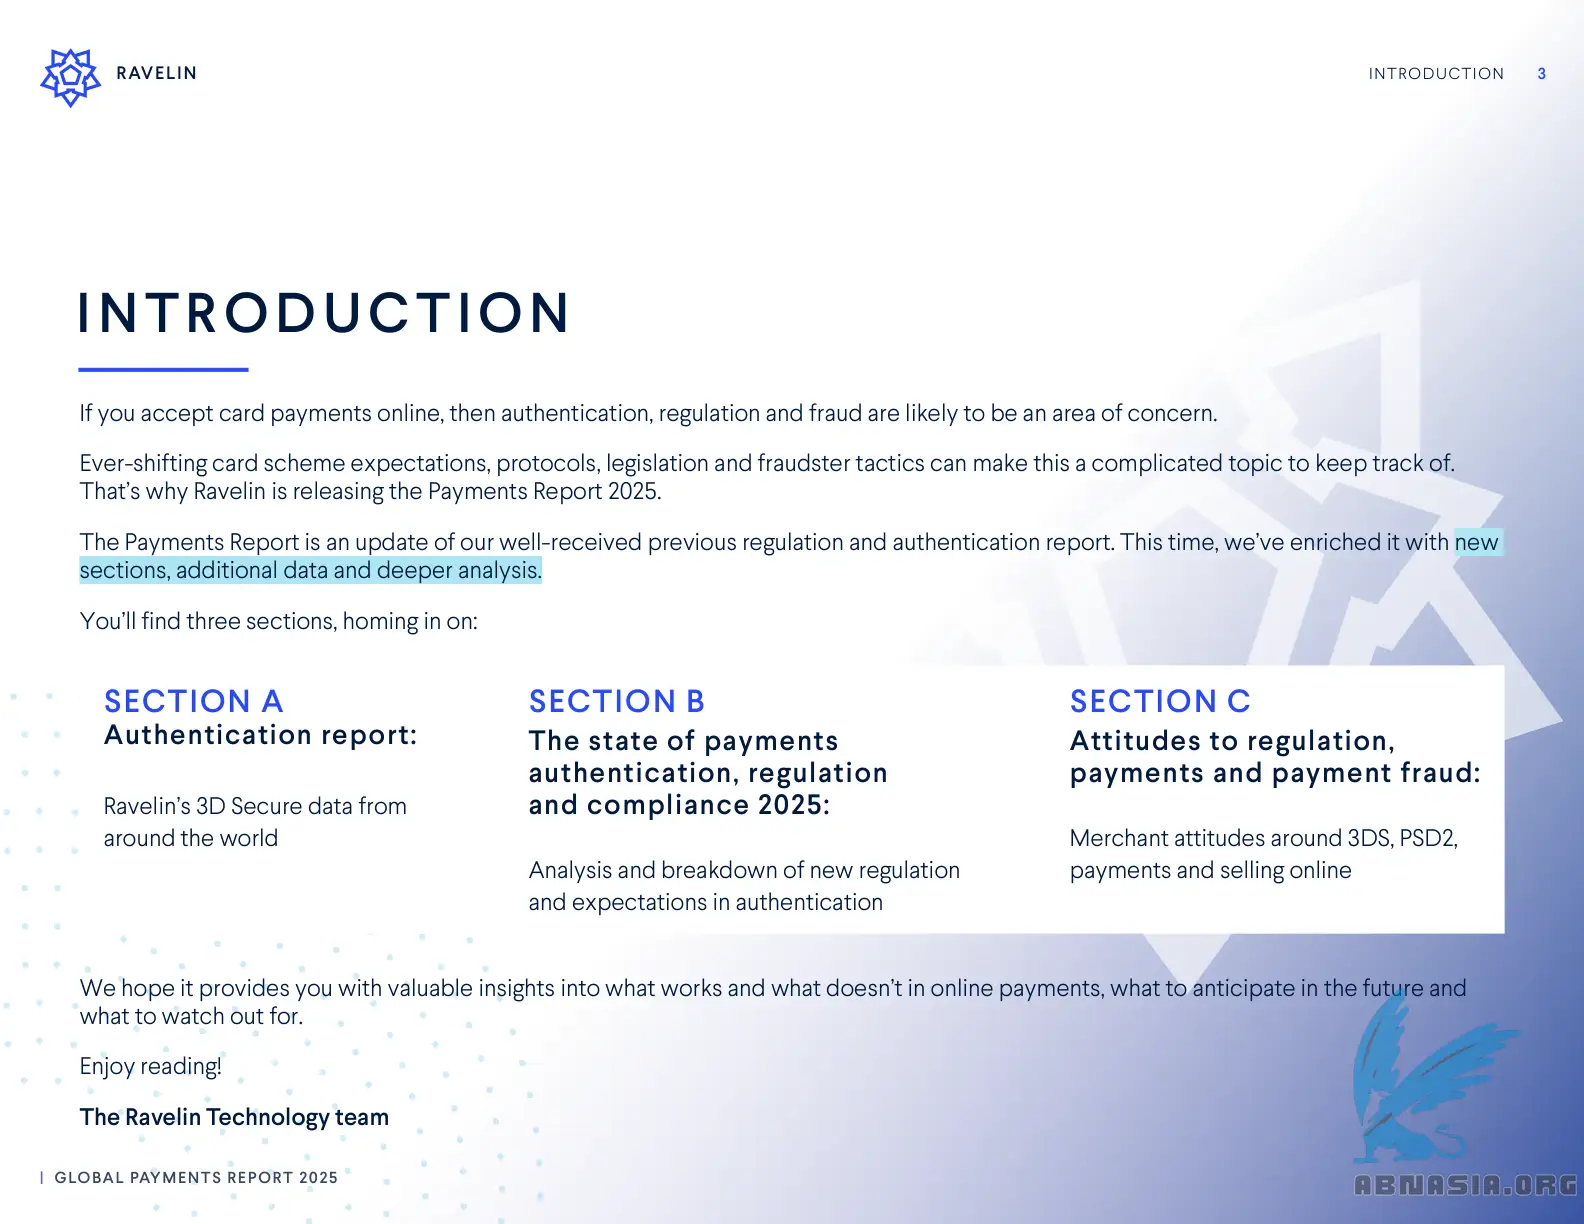 RAVELIN
INTRODUCTION 3
INTRODUCTION
If you accept card payments online, then authentication, regulation and fraud are likely to be an area of concern.
Ever-shifting card scheme expectations, protocols, legislation and fraudster tactics can make this a complicated topic to keep track of.
That’s why Ravelin is releasing the Payments Report 2025.
The Payments Report is an update of our well-received previous regulation and authentication report. This time, we’ve enriched it with new
sections, additional data and deeper analysis.
You’ll find three sections, homing in on:
SECTION A
Authentication report:
Ravelin’s 3D Secure data from
around the world
SECTION B
The state of payments
authentication, regulation
and compliance 2025:
Analysis and breakdown of new regulation
and expectations in authentication
SECTION C
Attitudes to regulation,
payments and payment fraud:
Merchant attitudes around 3DS, PSD2,
payments and selling online
We hope it provides you with valuable insights into what works and what doesn’t in online payments, what to anticipate in the future and
what to watch out for.
Enjoy reading!
The Ravelin Technology team
| GLOBAL PAYMENTS REPORT 2025
ABNASIA.ORG